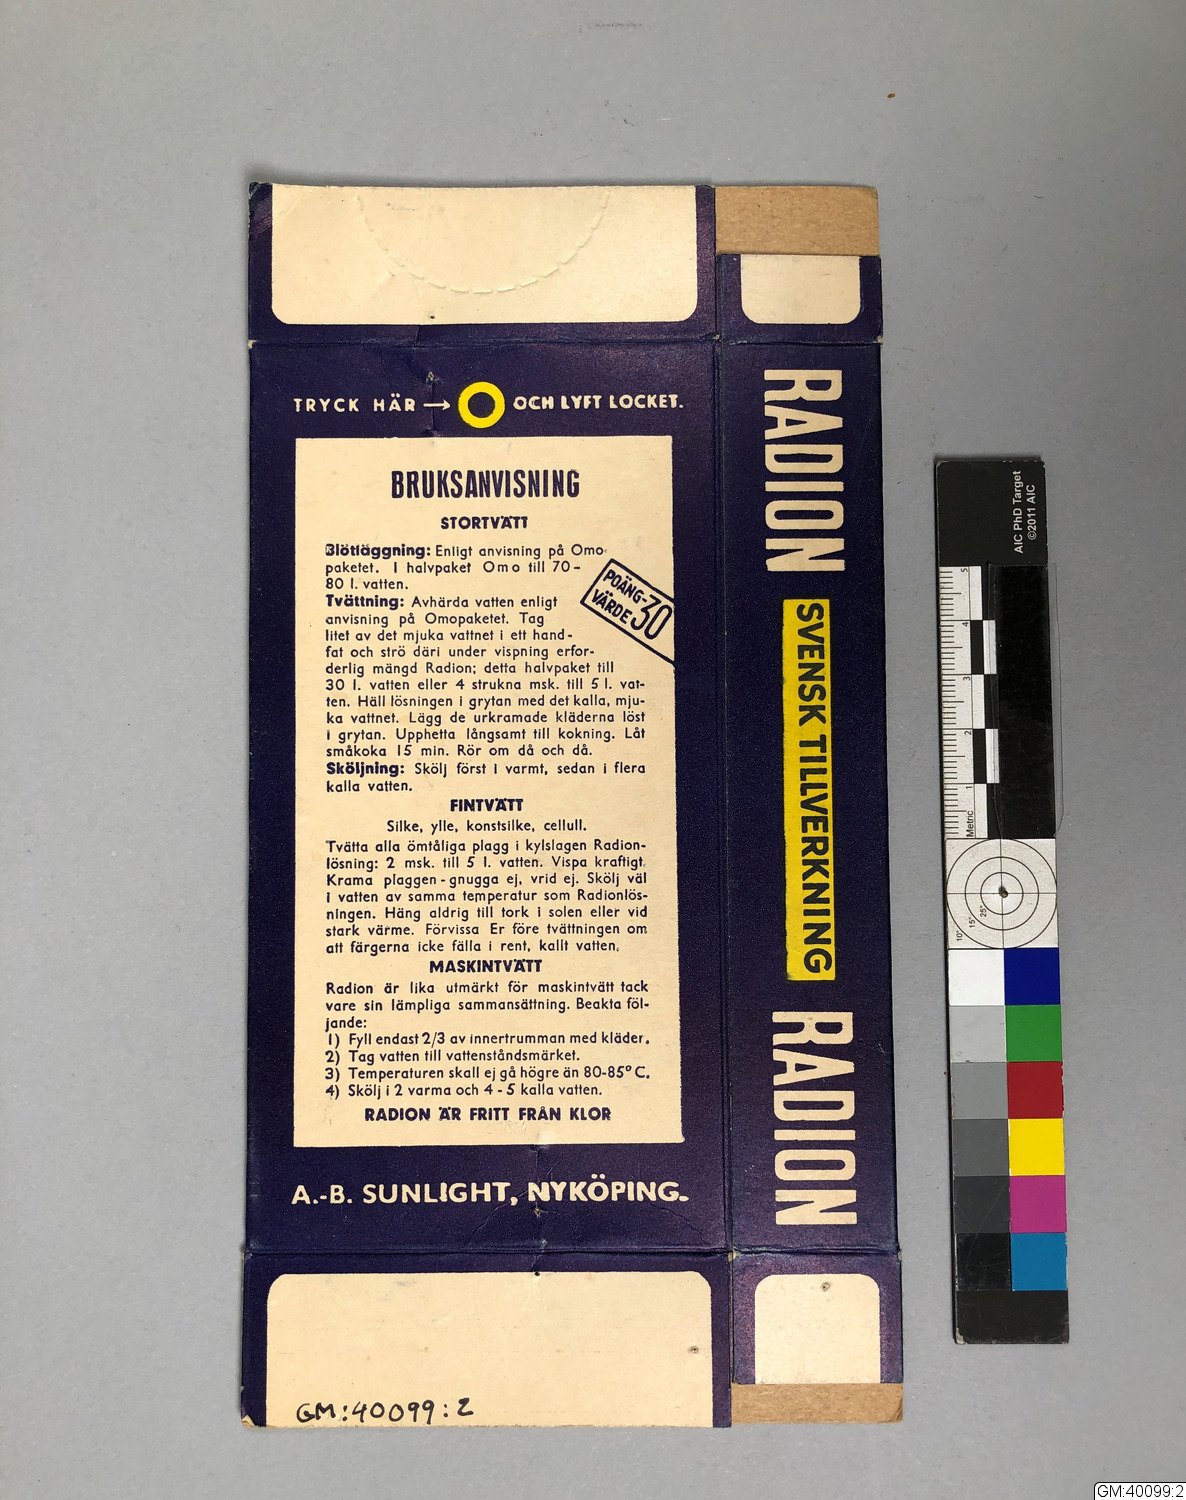 TRYCK HÄR → OCH LYFT LOCKET.
BRUKSANVISNING
STORTVÄTT
Blötläggning: Enligt anvisning på Omo-
paketet. 1 halvpaket Omo till 70-
80 l. vatten.
Tvättning: Avhärda vatten enligt
anvisning på Omopaketet. Tag
litet av det mjuka vattnet i ett hand-
fat och strö däri under vispning erfor-
derlig mängd Radion; detta halvpaket till
30 l. vatten eller 4 strukna msk. till 5 l. vat-
ten. Häll lösningen i grytan med det kalla, mju-
ka vattnet. Lägg de urkramade kläderna löst
i grytan. Upphetta långsamt till kokning. Låt
småkoka 15 min. Rör om då och då.
Sköljning: Skölj först i varmt, sedan i flera
kalla vatten.
POÄNG-
VÄRDE 30
FINTVÄTT
Silke, ylle, konstsilke, cellull.
Tvätta alla ömtåliga plagg i kylslagen Radion-
lösning: 2 msk. till 5 l. vatten. Vispa kraftigt.
Krama plaggen - gnugga ej, vrid ej. Skölj väl
i vatten av samma temperatur som Radionlös-
ningen. Häng aldrig till tork i solen eller vid
stark värme. Förvissa Er före tvättningen om
att färgerna icke fälla i rent, kallt vatten.
MASKINTVÄTT
Radion är lika utmärkt för maskintvätt tack
vare sin lämpliga sammansättning. Beakta föl-
jande:
1) Fyll endast 2/3 av innertrumman med kläder.
2) Tag vatten till vattenståndsmärket.
3) Temperaturen skall ej gå högre än 80-85° C.
4) Skölj i 2 varma och 4 - 5 kalla vatten.
RADION ÄR FRITT FRÅN KLOR
A.-B. SUNLIGHT, NYKÖPING.
GM:40099:2
RADION
SVENSK TILLVERKNING
RADION
AIC PhD Target
©2011 AIC
5
4
3
2
1
Metric
10°
15°
25°
GM:40099:2